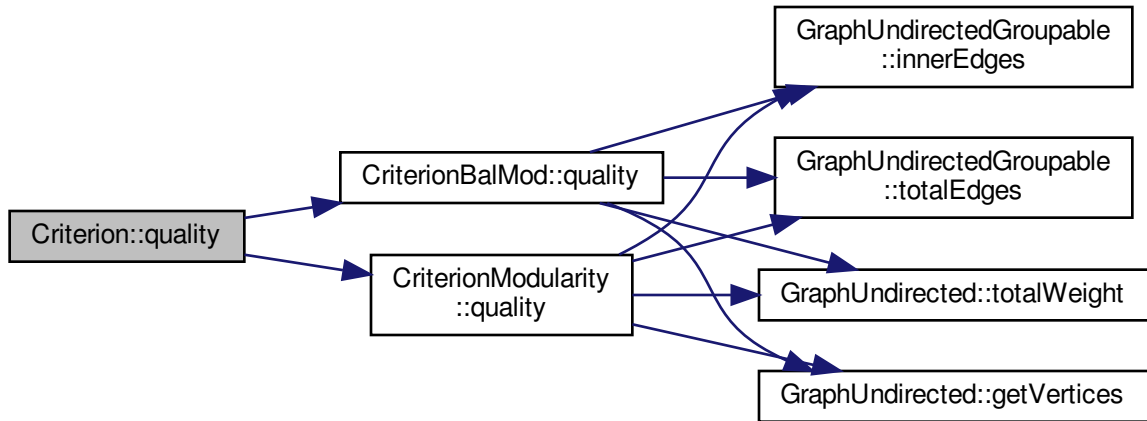 Criterion::quality
CriterionBalMod::quality
CriterionModularity
::quality
GraphUndirectedGroupable
::innerEdges
GraphUndirectedGroupable
::totalEdges
GraphUndirected::totalWeight
GraphUndirected::getVertices